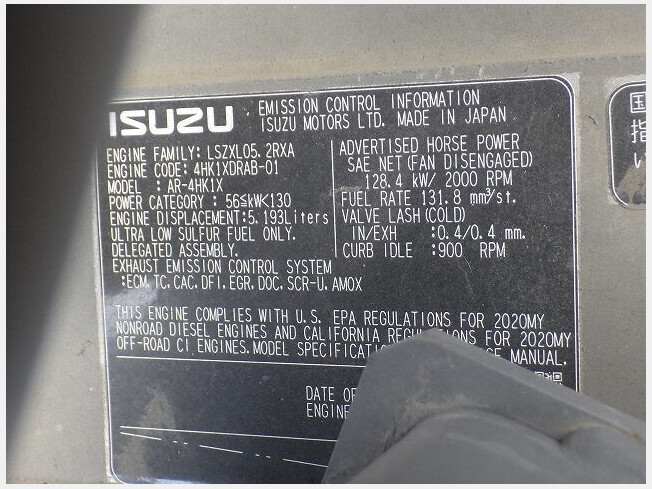 ISUZU
EMISSION CONTROL INFORMATION
ISUZU MOTORS LTD. MADE IN JAPAN
ENGINE FAMILY: LSZXL05.2RXA
ENGINE CODE: 4HK1XDRAB-01
MODEL : AR-4HK1X
POWER CATEGORY : 56≤kW<130
ENGINE DISPLACEMENT:5.193Liters
ULTRA LOW SULFUR FUEL ONLY.
DELEGATED ASSEMBLY.
EXHAUST EMISSION CONTROL SYSTEM
:ECM,TC,CAC,DFI,EGR,DOC,SCR-U,AMOX
ADVERTISED HORSE POWER
SAE NET(FAN DISENGAGED)
128.4 kW/ 2000 RPM
FUEL RATE 131.8 mm³/st.
VALVE LASH(COLD)
IN/EXH :0.4/0.4 mm.
CURB IDLE :900 RPM
THIS ENGINE COMPLIES WITH U.S. EPA REGULATIONS FOR 2020MY
NONROAD DIESEL ENGINES AND CALIFORNIA REGULATIONS FOR 2020MY
OFF-ROAD CI ENGINES.MODEL SPECIFICATI MANUAL.
DATE OF
ENGINE
国
指
い